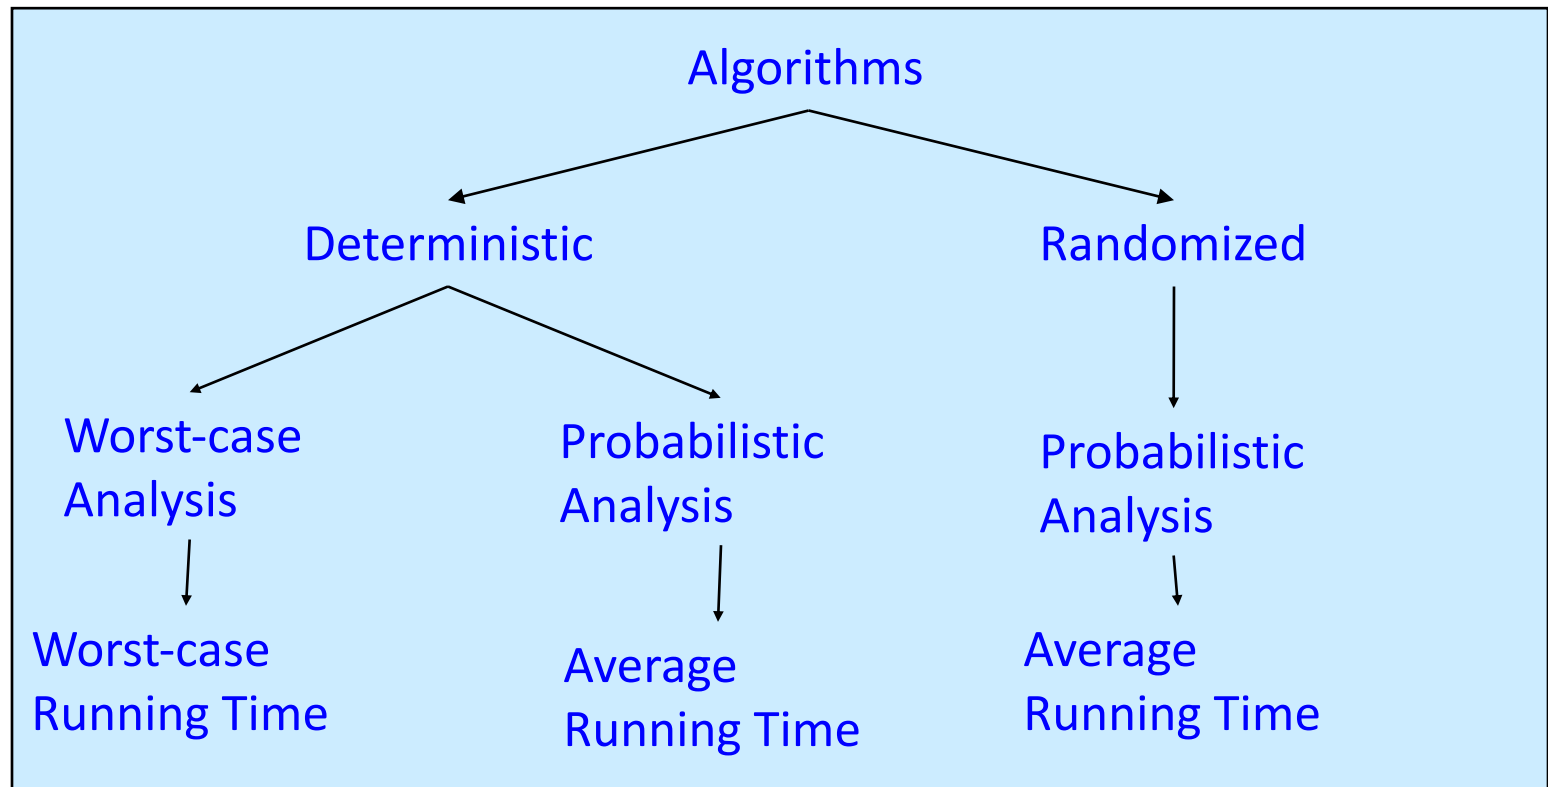 Algorithms
Deterministic
Randomized
Worst-case
Analysis
Probabilistic
Analysis
Probabilistic
Analysis
Worst-case
Running Time
Average
Running Time
Average
Running Time